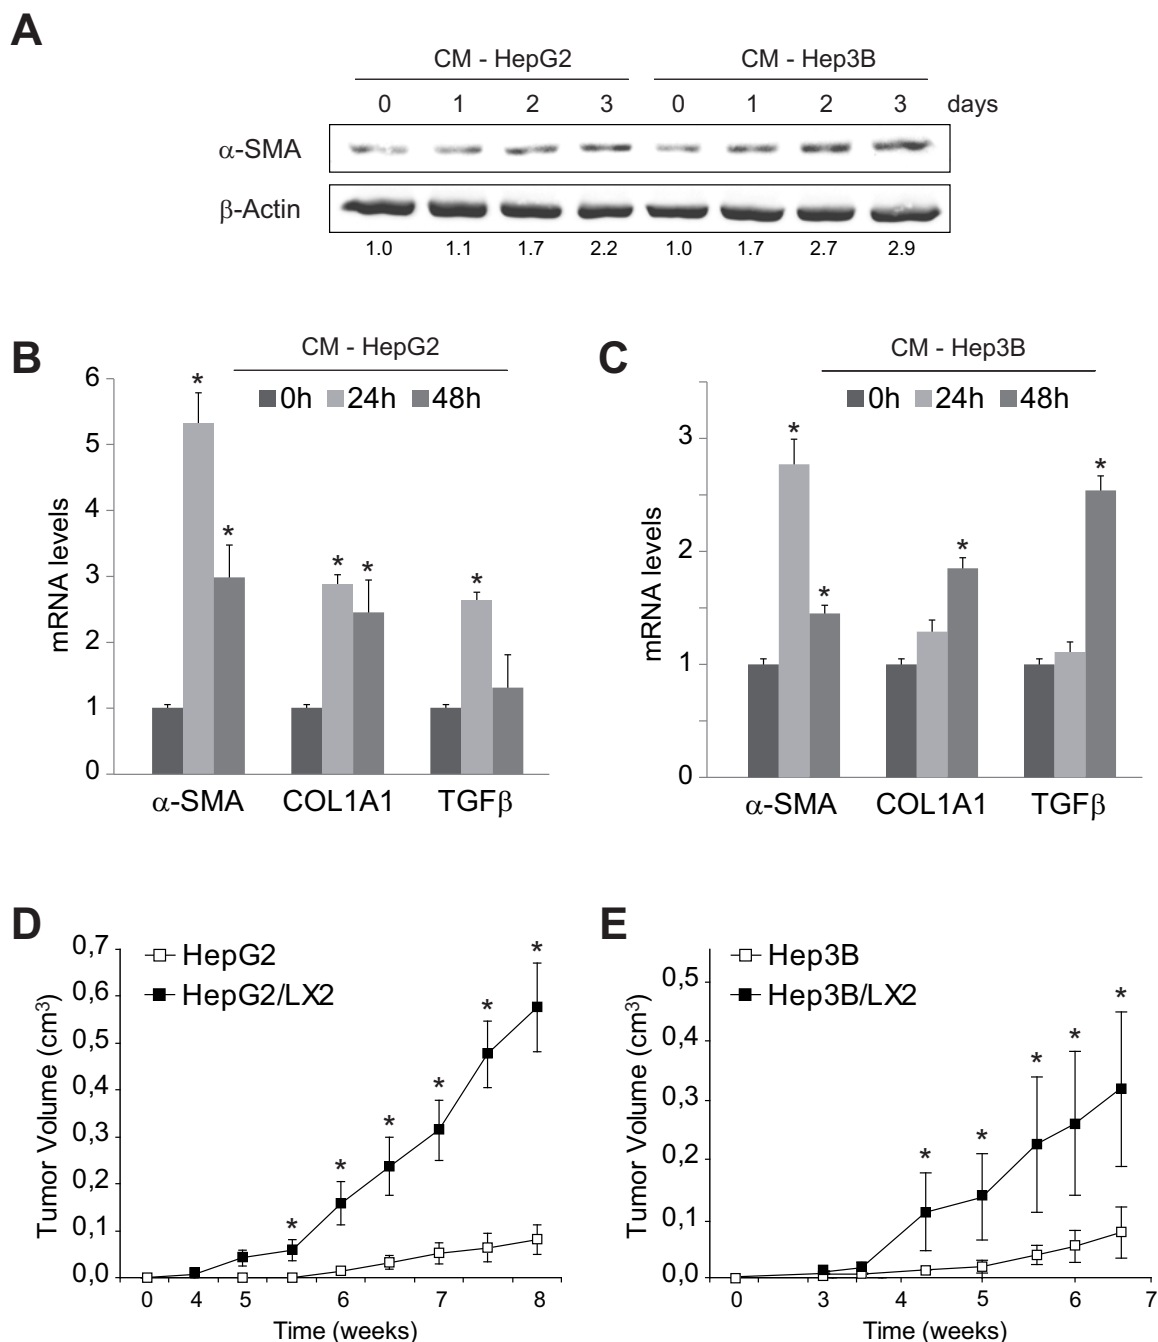 A
CM - HepG2 CM - Hep3B
0 1 2 3 0 1 2 3 days
α-SMA
β-Actin
1.0 1.1 1.7 2.2 1.0 1.7 2.7 2.9
B
CM - HepG2
0h 24h 48h
mRNA levels
6
5
4
3
2
1
0
* * * * *
α-SMA COL1A1 TGFβ
C
CM - Hep3B
0h 24h 48h
mRNA levels
3
2
1
0
* * * *
α-SMA COL1A1 TGFβ
D
HepG2
HepG2/LX2
Tumor Volume (cm³)
0,7
0,6
0,5
0,4
0,3
0,2
0,1
0,0
* * * * * *
0 4 5 6 7 8
Time (weeks)
E
Hep3B
Hep3B/LX2
Tumor Volume (cm³)
0,5
0,4
0,3
0,2
0,1
0,0
* * * * *
0 3 4 5 6 7
Time (weeks)